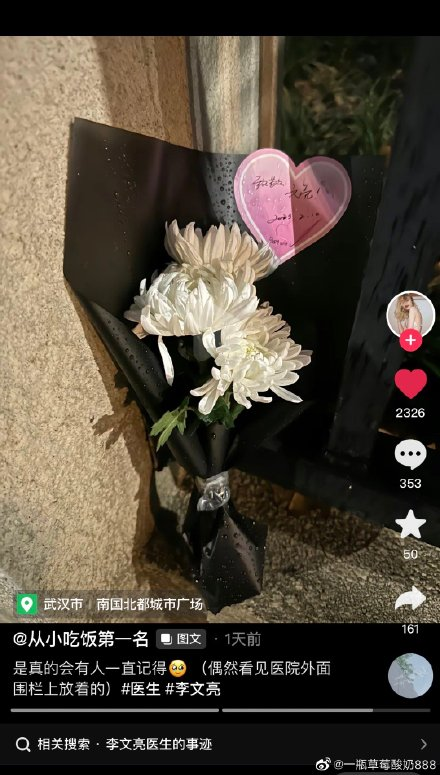 2326
353
50
161
武汉市 南国北都城市广场
@从小吃饭第一名 图文 · 1天前
是真的会有人一直记得🥹（偶然看见医院外面
围栏上放着的）#医生 #李文亮
相关搜索 · 李文亮医生的事迹
@一瓶草莓酸奶888